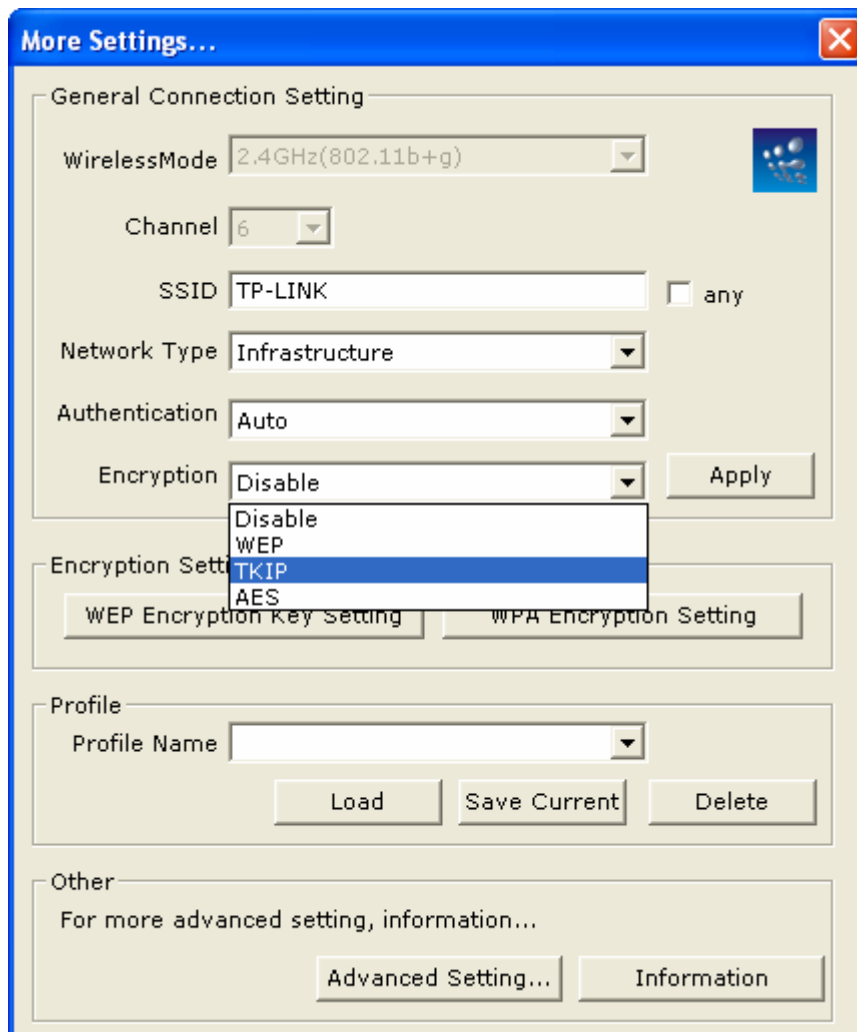 More Settings...
General Connection Setting
WirelessMode 2.4GHz(802.11b+g)
Channel 6
SSID TP-LINK any
Network Type Infrastructure
Authentication Auto
Encryption Disable Apply
Disable
WEP
TKIP
AES
Encryption Setti
WEP Encryption Key Setting WPA Encryption Setting
Profile
Profile Name
Load Save Current Delete
Other
For more advanced setting, information...
Advanced Setting... Information